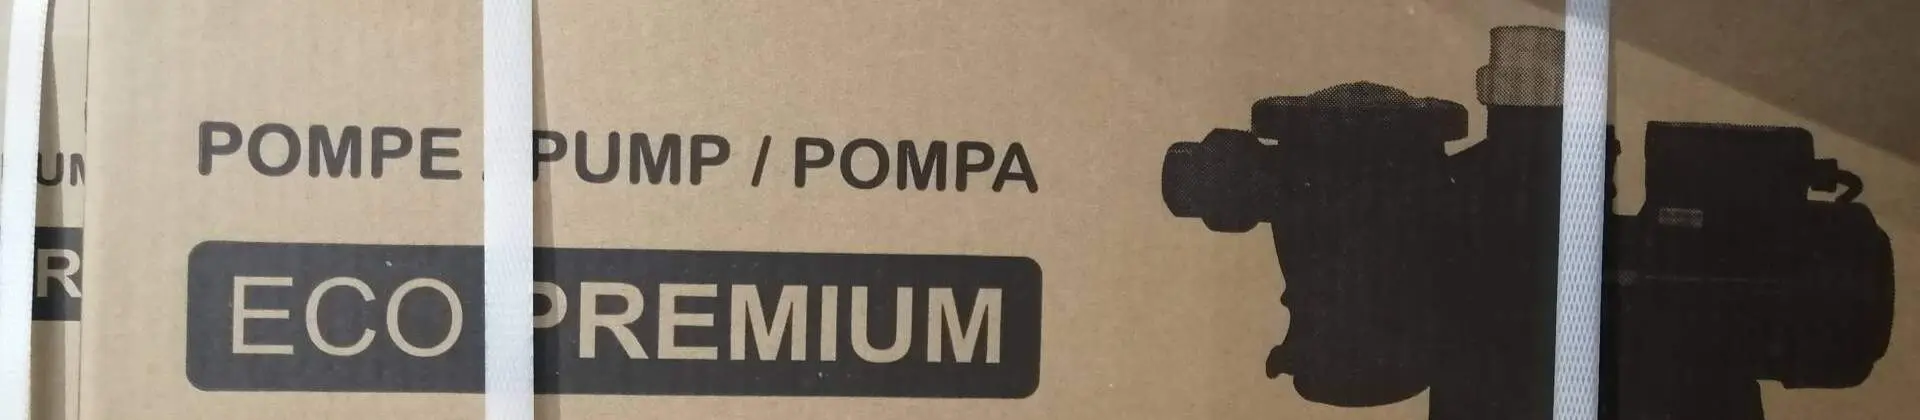 POMPE / PUMP / POMPA
ECO PREMIUM